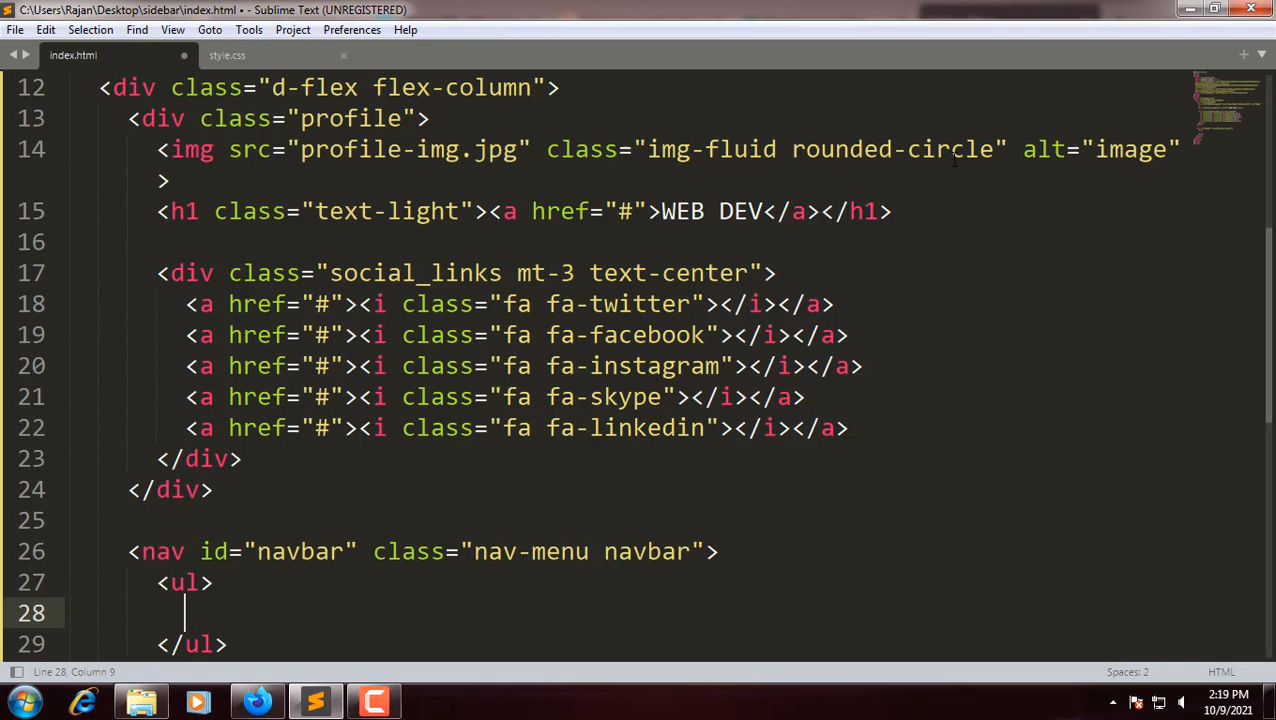 C:\Users\Rajan\Desktop\sidebar\index.html • - Sublime Text (UNREGISTERED)
File Edit Selection Find View Goto Tools Project Preferences Help
index.html style.css
12 <div class="d-flex flex-column">
13 <div class="profile">
14 <img src="profile-img.jpg" class="img-fluid rounded-circle" alt="image"
>
15 <h1 class="text-light"><a href="#">WEB DEV</a></h1>
16
17 <div class="social_links mt-3 text-center">
18 <a href="#"><i class="fa fa-twitter"></i></a>
19 <a href="#"><i class="fa fa-facebook"></i></a>
20 <a href="#"><i class="fa fa-instagram"></i></a>
21 <a href="#"><i class="fa fa-skype"></i></a>
22 <a href="#"><i class="fa fa-linkedin"></i></a>
23 </div>
24 </div>
25
26 <nav id="navbar" class="nav-menu navbar">
27 <ul>
28
29 </ul>
Line 28, Column 9 Spaces: 2 HTML
2:19 PM
10/9/2021